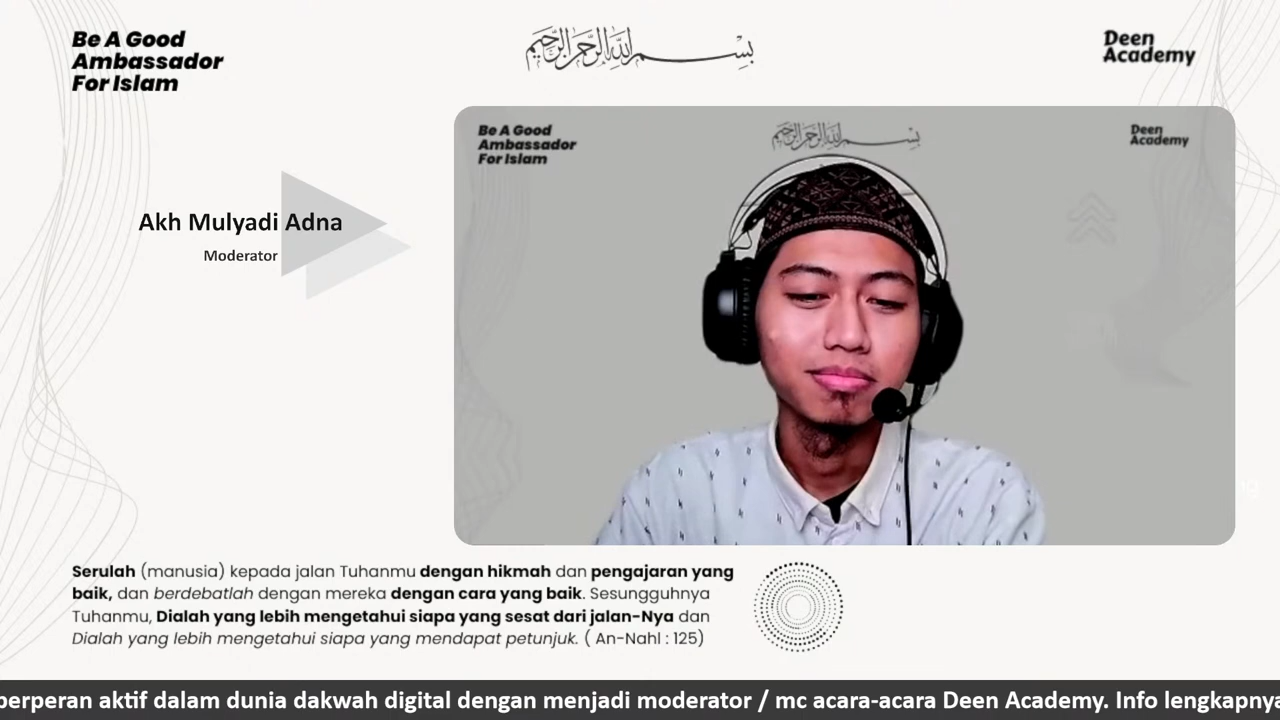 Be A Good
Ambassador
For Islam
بسم الله الرحمن الرحيم
Deen
Academy
Be A Good
Ambassador
For Islam
بسم الله الرحمن الرحيم
Deen
Academy
Akh Mulyadi Adna
Moderator
Serulah (manusia) kepada jalan Tuhanmu dengan hikmah dan pengajaran yang
baik, dan berdebatlah dengan mereka dengan cara yang baik. Sesungguhnya
Tuhanmu, Dialah yang lebih mengetahui siapa yang sesat dari jalan-Nya dan
Dialah yang lebih mengetahui siapa yang mendapat petunjuk. ( An-Nahl : 125)
berperan aktif dalam dunia dakwah digital dengan menjadi moderator / mc acara-acara Deen Academy. Info lengkapnya